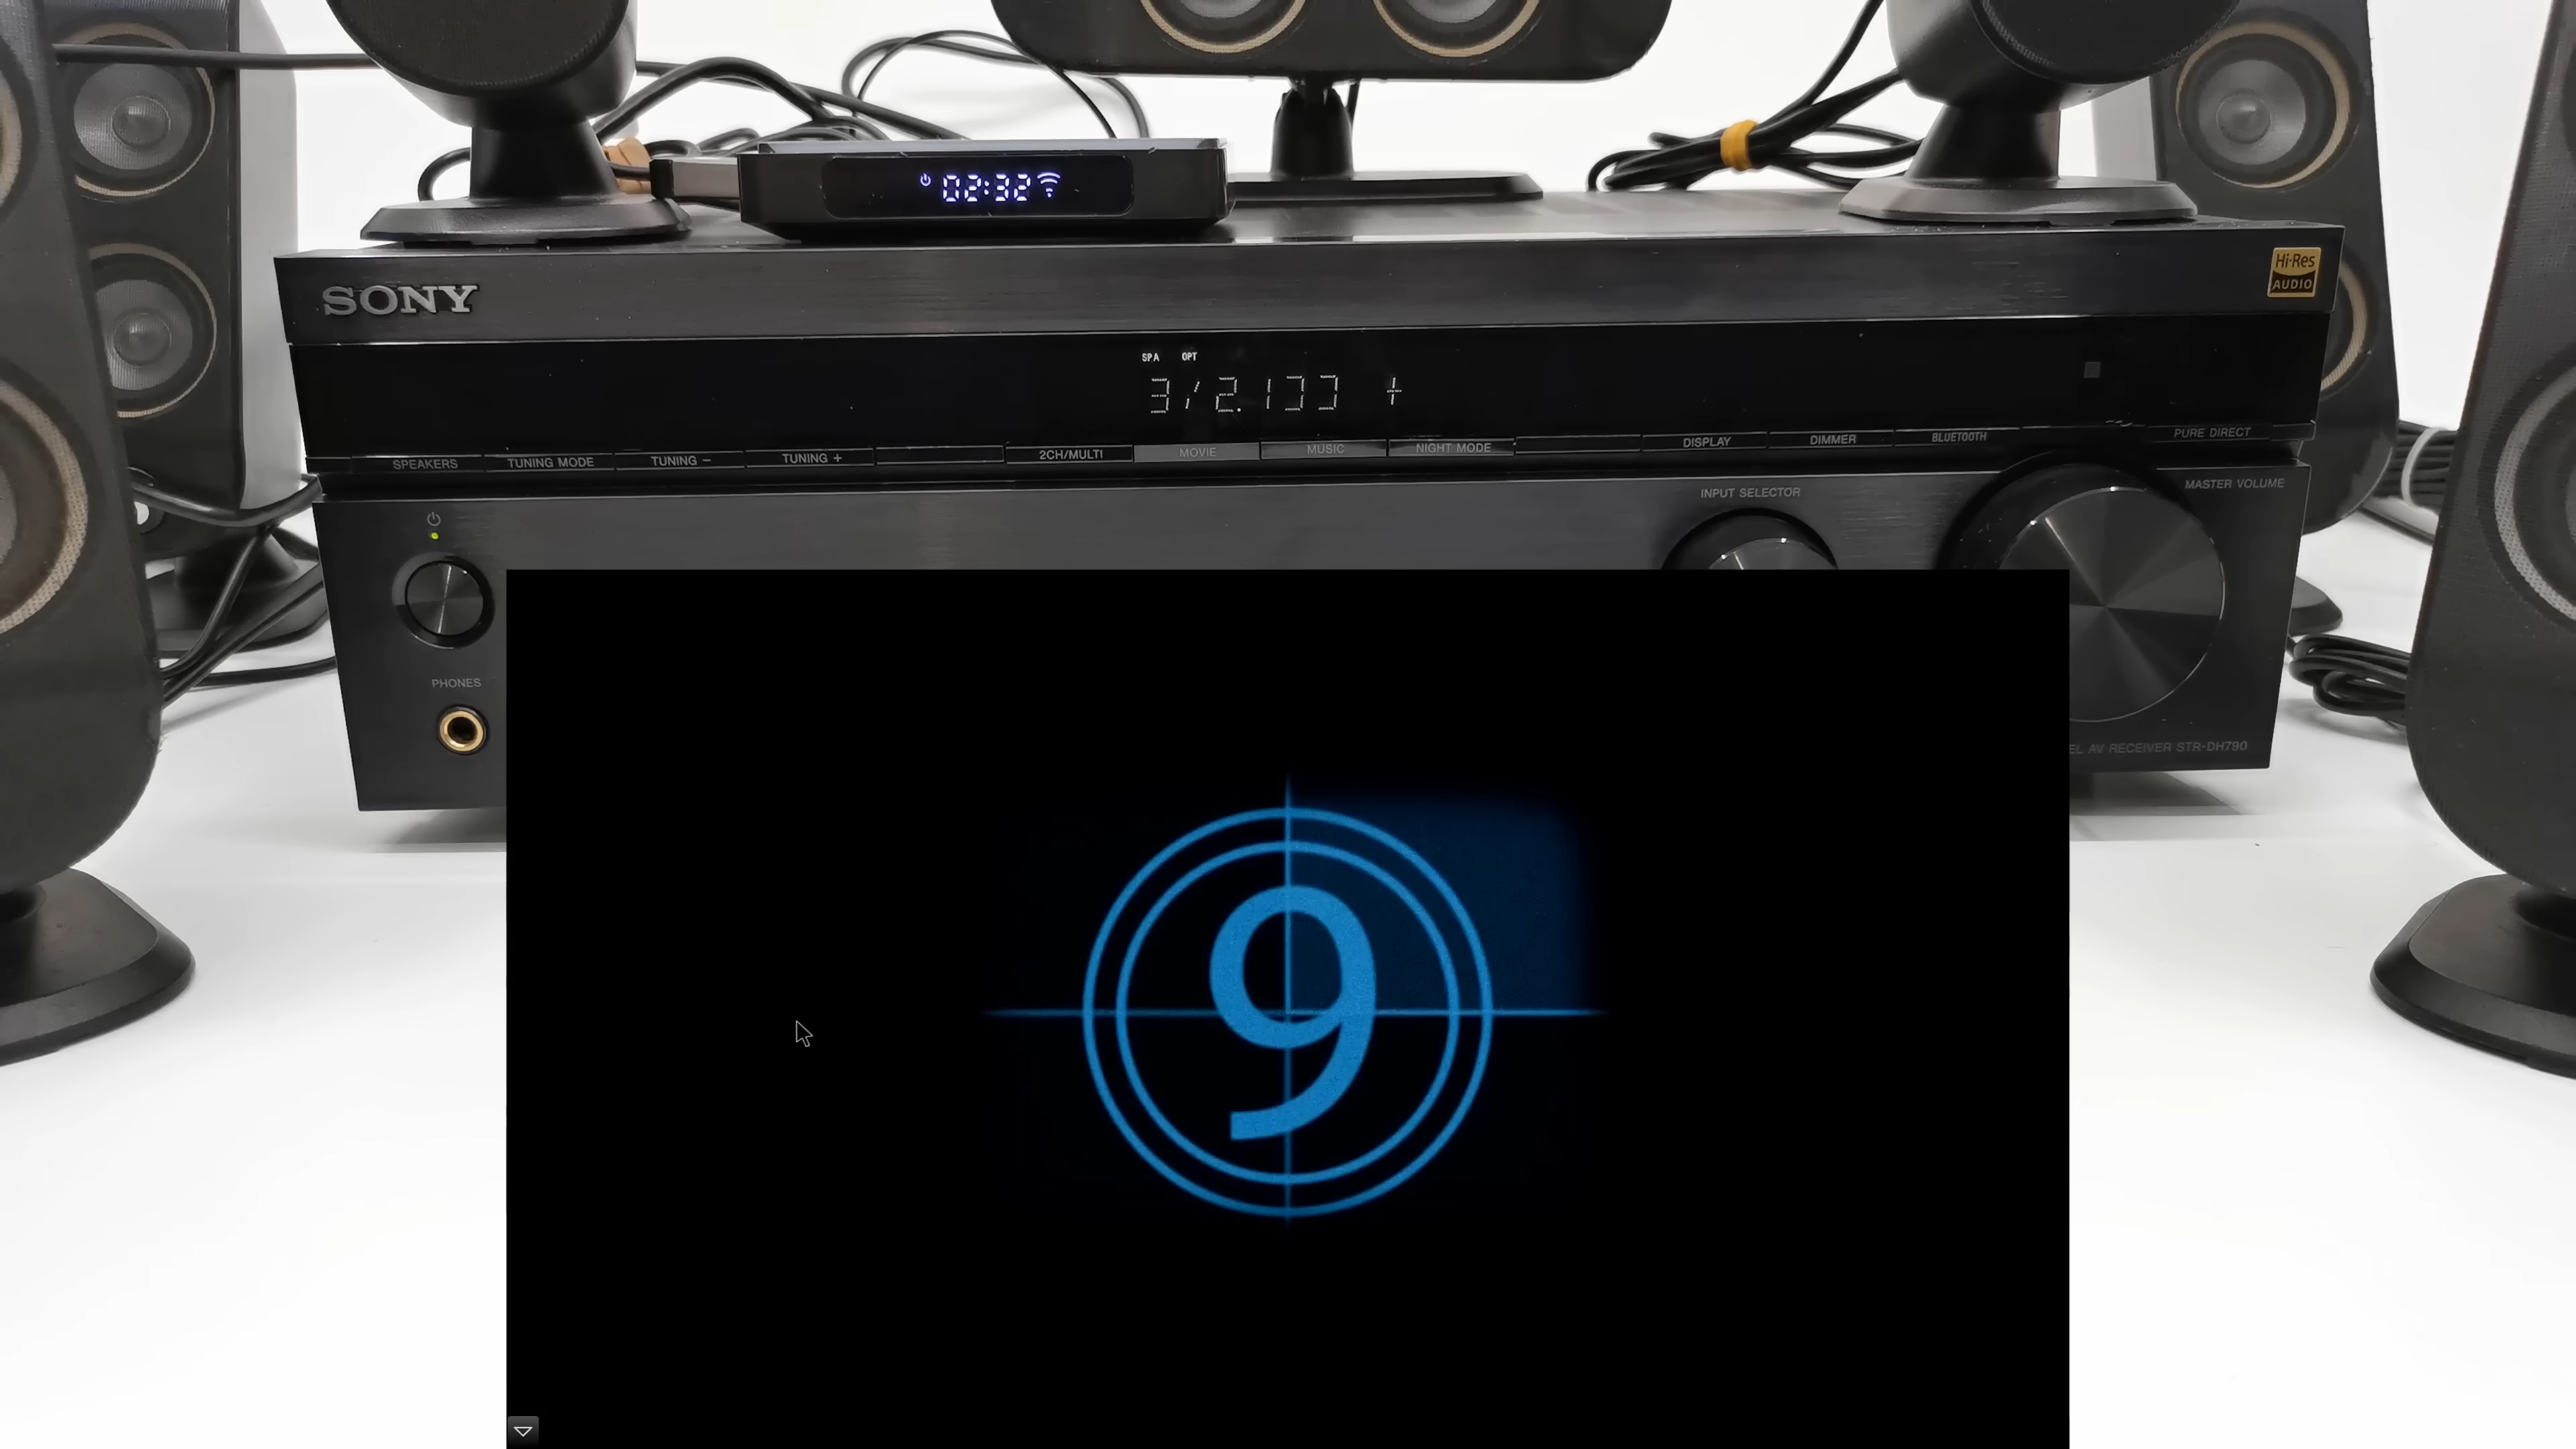 02:32
SONY
Hi-Res
AUDIO
SPA OPT
3/2.1
SPEAKERS TUNING MODE TUNING − TUNING + 2CH/MULTI MOVIE MUSIC NIGHT MODE DISPLAY DIMMER BLUETOOTH PURE DIRECT
INPUT SELECTOR
MASTER VOLUME
PHONES
AV RECEIVER STR-DH790
9